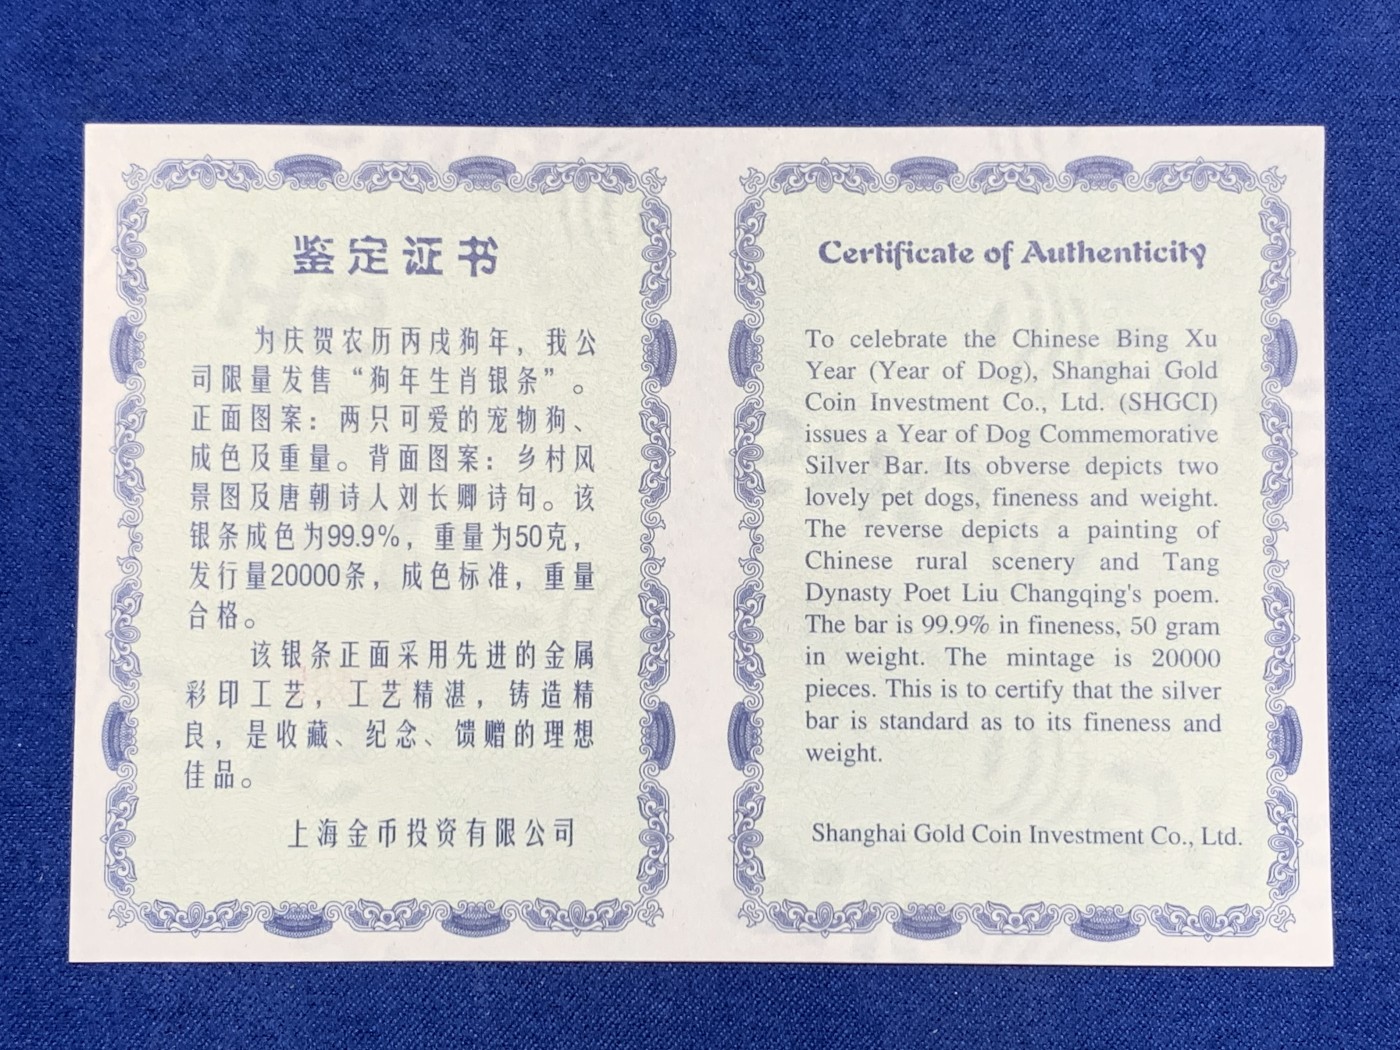 鉴定证书
为庆贺农历丙戌狗年，我公
司限量发售“狗年生肖银条”。
正面图案：两只可爱的宠物狗、
成色及重量。背面图案：乡村风
景图及唐朝诗人刘长卿诗句。该
银条成色为99.9%，重量为50克，
发行量20000条，成色标准，重量
合格。
该银条正面采用先进的金属
彩印工艺，工艺精湛，铸造精
良，是收藏、纪念、馈赠的理想
佳品。
上海金币投资有限公司
Certificate of Authenticity
To celebrate the Chinese Bing Xu
Year (Year of Dog), Shanghai Gold
Coin Investment Co., Ltd. (SHGCI)
issues a Year of Dog Commemorative
Silver Bar. Its obverse depicts two
lovely pet dogs, fineness and weight.
The reverse depicts a painting of
Chinese rural scenery and Tang
Dynasty Poet Liu Changqing's poem.
The bar is 99.9% in fineness, 50 gram
in weight. The mintage is 20000
pieces. This is to certify that the silver
bar is standard as to its fineness and
weight.
Shanghai Gold Coin Investment Co., Ltd.